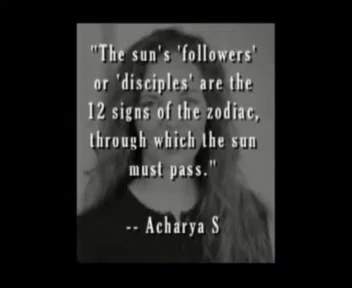 "The sun's 'followers'
or 'disciples' are the
12 signs of the zodiac,
through which the sun
must pass."
-- Acharya S